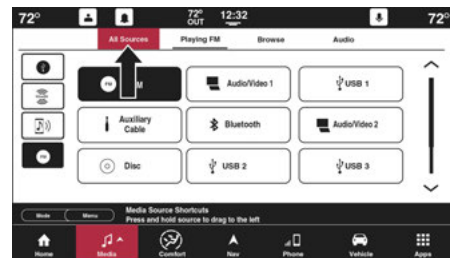 72° 72° OUT 12:32 72°
All Sources Playing FM Browse Audio
FM M Audio/Video 1 USB 1
Auxiliary Cable Bluetooth Audio/Video 2
Disc USB 2 USB 3
FM
Mode Menu Media Source Shortcuts
Press and hold source to drag to the left
Home Media Comfort Nav Phone Vehicle Apps